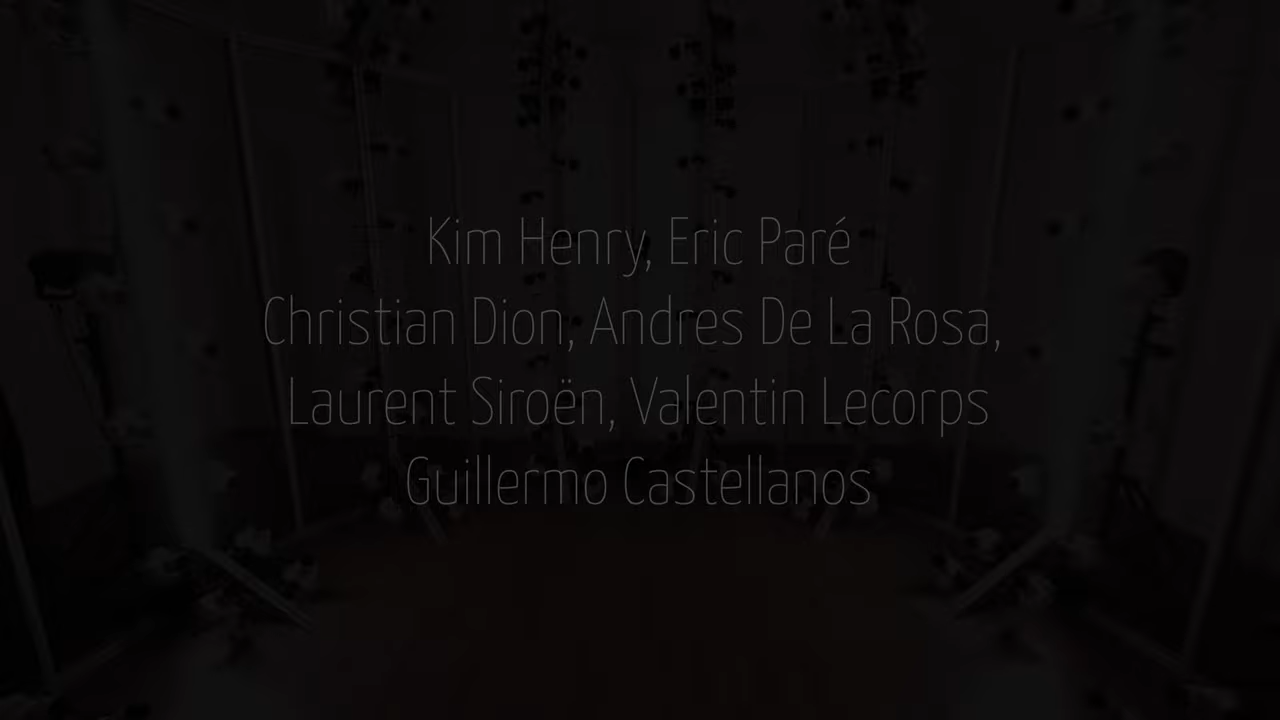 Kim Henry, Eric Paré
Christian Dion, Andres De La Rosa,
Laurent Siroën, Valentin Lecorps
Guillermo Castellanos